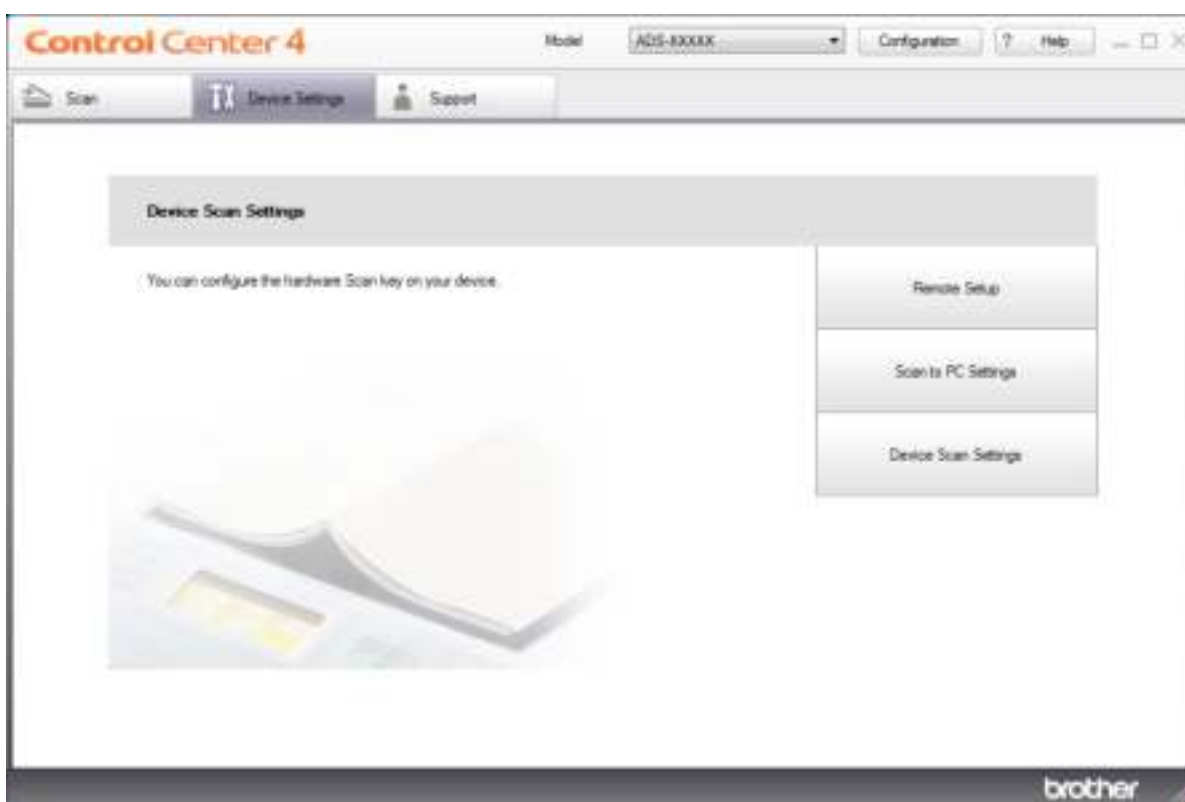 Control Center 4
Model ADS-XXXXX Configuration ? Help
Scan Device Settings Support
Device Scan Settings
You can configure the hardware Scan key on your device.
Remote Setup
Scan to PC Settings
Device Scan Settings
brother